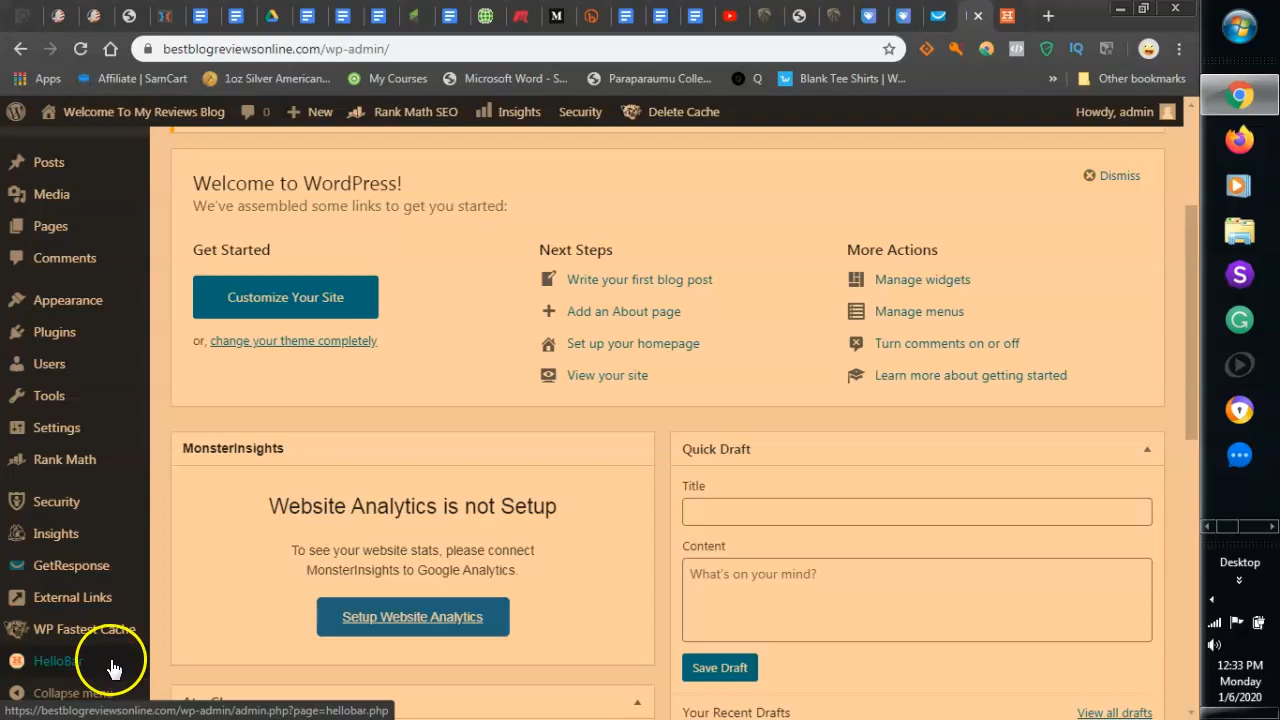 bestblogreviewsonline.com/wp-admin/
Apps
Affiliate | SamCart
1oz Silver American...
My Courses
Microsoft Word - S...
Paraparaumu Colle...
Q
Blank Tee Shirts | W...
»
Other bookmarks
Welcome To My Reviews Blog
0
New
Rank Math SEO
Insights
Security
Delete Cache
Howdy, admin
Posts
Media
Pages
Comments
Appearance
Plugins
Users
Tools
Settings
Rank Math
Security
Insights
GetResponse
External Links
WP Fastest Cache
HelloBar
Collapse menu
https://bestblogreviewsonline.com/wp-admin/admin.php?page=hellobar.php
Welcome to WordPress!
Dismiss
We've assembled some links to get you started:
Get Started
Customize Your Site
or, change your theme completely
Next Steps
Write your first blog post
Add an About page
Set up your homepage
View your site
More Actions
Manage widgets
Manage menus
Turn comments on or off
Learn more about getting started
MonsterInsights
Website Analytics is not Setup
To see your website stats, please connect
MonsterInsights to Google Analytics.
Setup Website Analytics
Quick Draft
Title
Content
What's on your mind?
Save Draft
Your Recent Drafts
View all drafts
Desktop
12:33 PM
Monday
1/6/2020